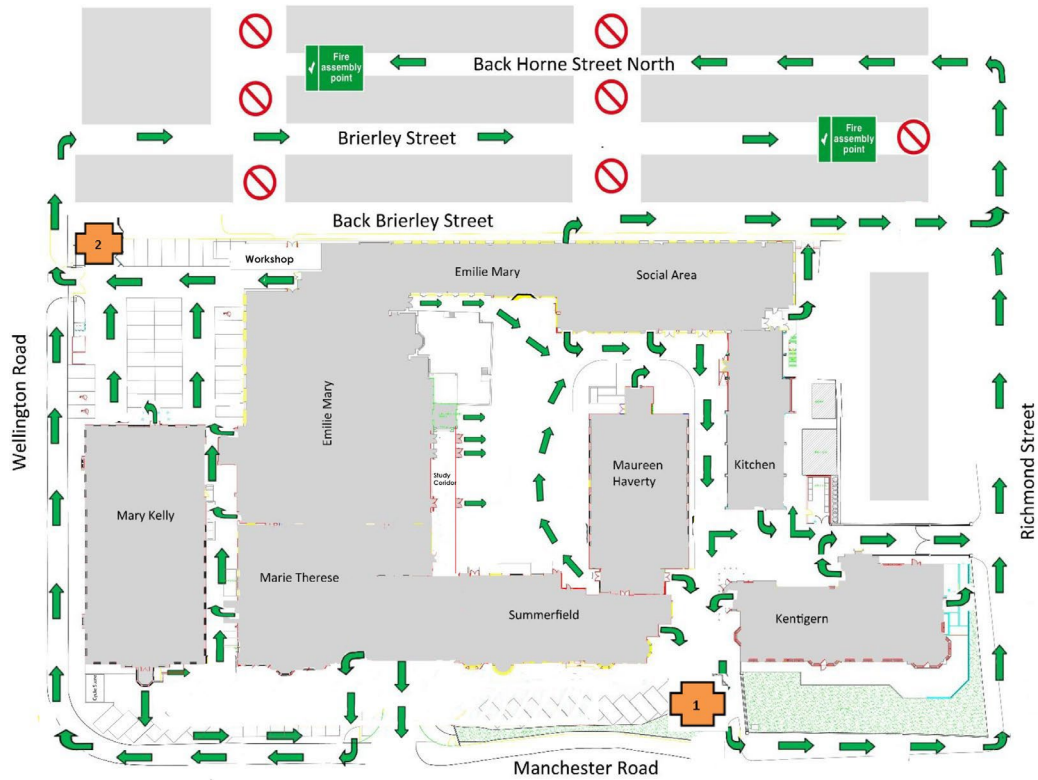 Fire
assembly
point
Back Horne Street North
Brierley Street
Fire
assembly
point
Back Brierley Street
2
Workshop
Emilie Mary
Social Area
Wellington Road
Emilie Mary
Study
Coridor
Maureen
Haverty
Kitchen
Richmond Street
Mary Kelly
Marie Therese
Summerfield
Kentigern
1
Manchester Road